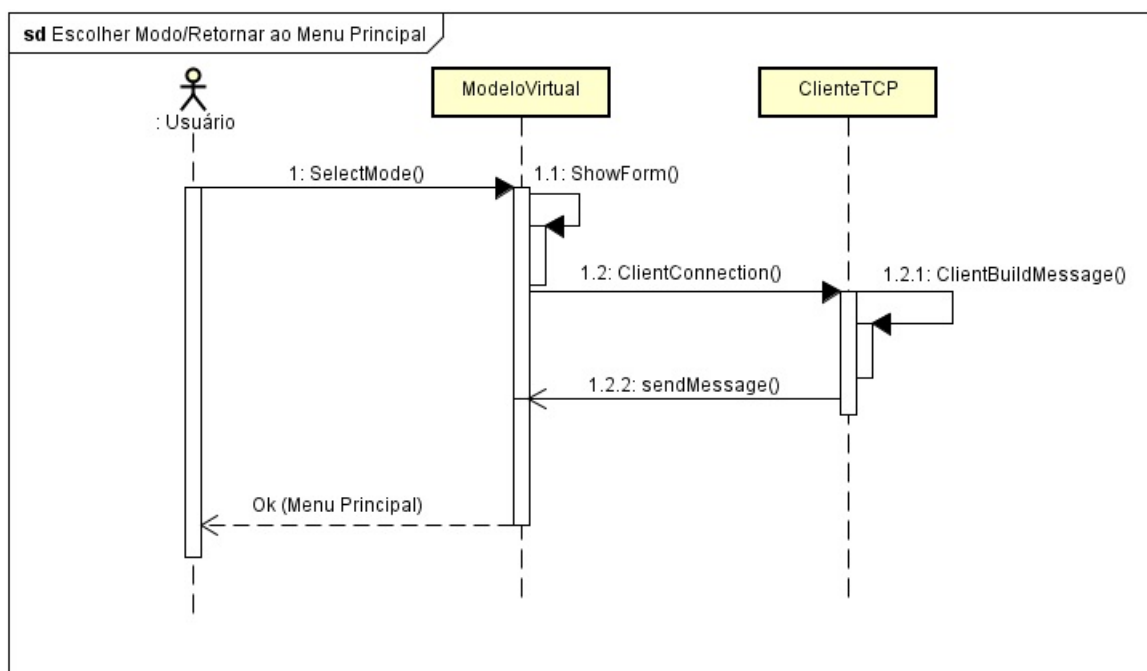 sd Escolher Modo/Retornar ao Menu Principal
: Usuário
ModeloVirtual
ClienteTCP
1: SelectMode()
1.1: ShowForm()
1.2: ClientConnection()
1.2.1: ClientBuildMessage()
1.2.2: sendMessage()
Ok (Menu Principal)